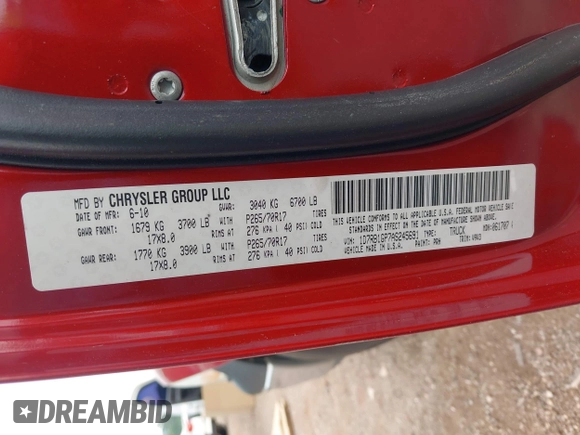 MFD BY CHRYSLER GROUP LLC
DATE OF MFR: 6-10 GVWR: 3040 KG 6700 LB
GAWR FRONT: 1679 KG 3700 LB WITH P265/70R17 TIRES
17X8.0 RIMS AT 276 KPA ( 40 PSI) COLD
GAWR REAR: 1770 KG 3900 LB WITH P265/70R17 TIRES
17X8.0 RIMS AT 276 KPA ( 40 PSI) COLD
THIS VEHICLE CONFORMS TO ALL APPLICABLE U.S.A. FEDERAL MOTOR VEHICLE
STANDARDS IN EFFECT ON THE DATE OF MANUFACTURE SHOWN ABOVE.
VIN: TYPE: TRUCK MDH:
VEHICLE MADE IN U.S.A. PAINT: TRIM:
DREAMBID